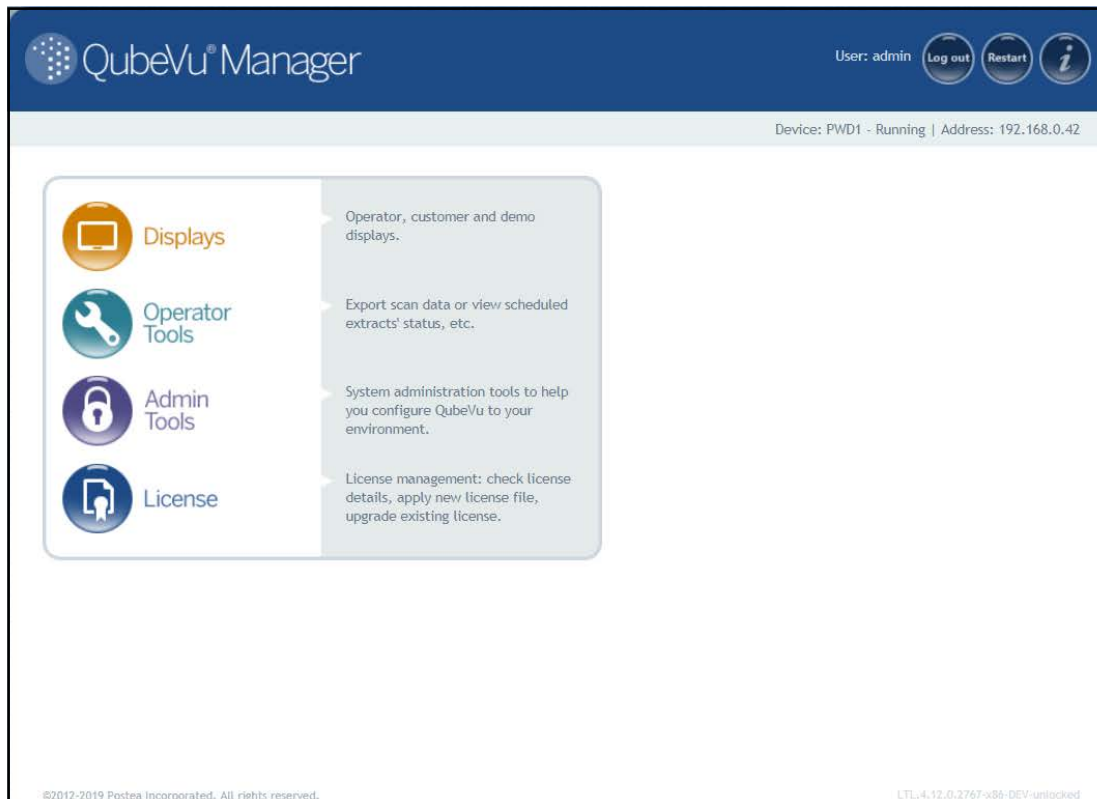 QubeVu® Manager
User: admin
Log out
Restart
i
Device: PWD1 - Running | Address: 192.168.0.42
Displays
Operator, customer and demo
displays.
Operator
Tools
Export scan data or view scheduled
extracts' status, etc.
Admin
Tools
System administration tools to help
you configure QubeVu to your
environment.
License
License management: check license
details, apply new license file,
upgrade existing license.
©2012-2019 Postea Incorporated. All rights reserved.
LTL.4.12.0.2767-x86-DEV-unlocked